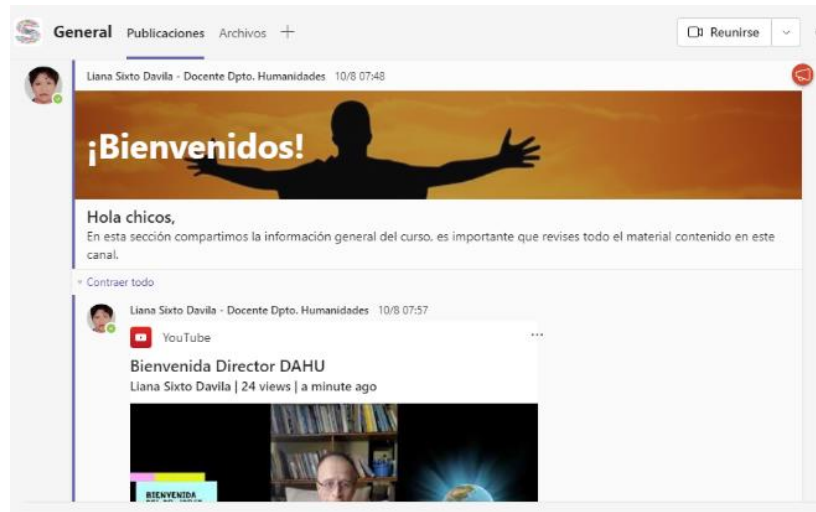 General Publicaciones Archivos +
Reunirse
Liana Sixto Davila - Docente Dpto. Humanidades 10/8 07:48
¡Bienvenidos!
Hola chicos,
En esta sección compartimos la información general del curso, es importante que revises todo el material contenido en este
canal.
Contraer todo
Liana Sixto Davila - Docente Dpto. Humanidades 10/8 07:57
YouTube
Bienvenida Director DAHU
Liana Sixto Davila | 24 views | a minute ago
BIENVENIDA